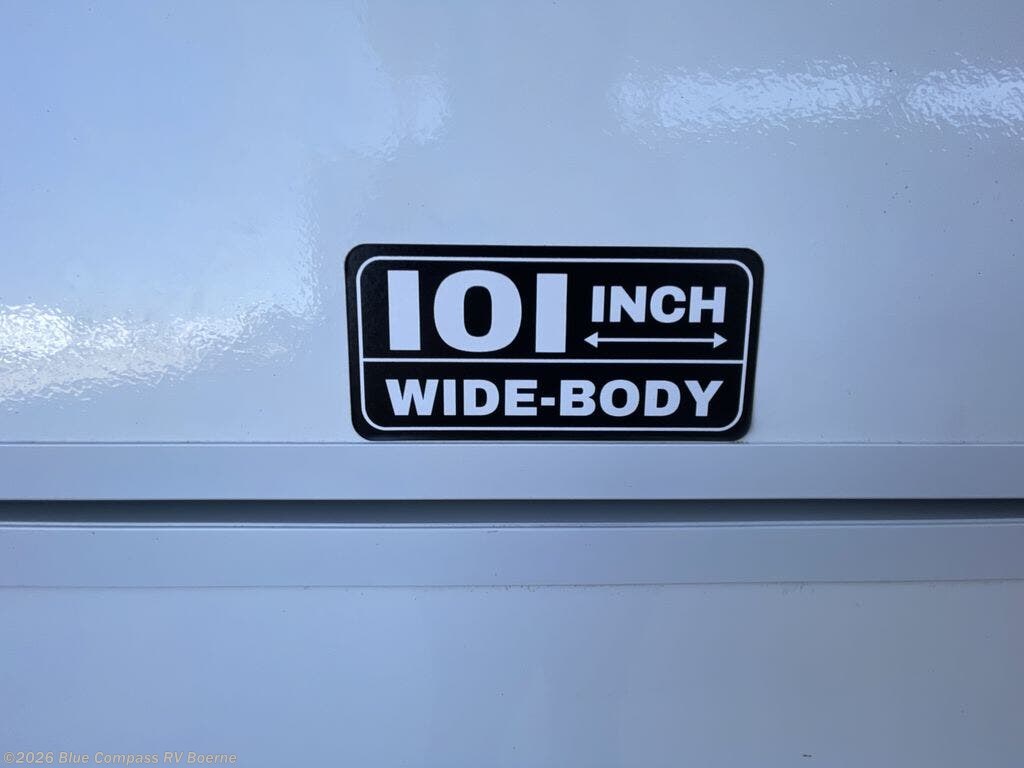 101 INCH
WIDE-BODY
©2026 Blue Compass RV Boerne